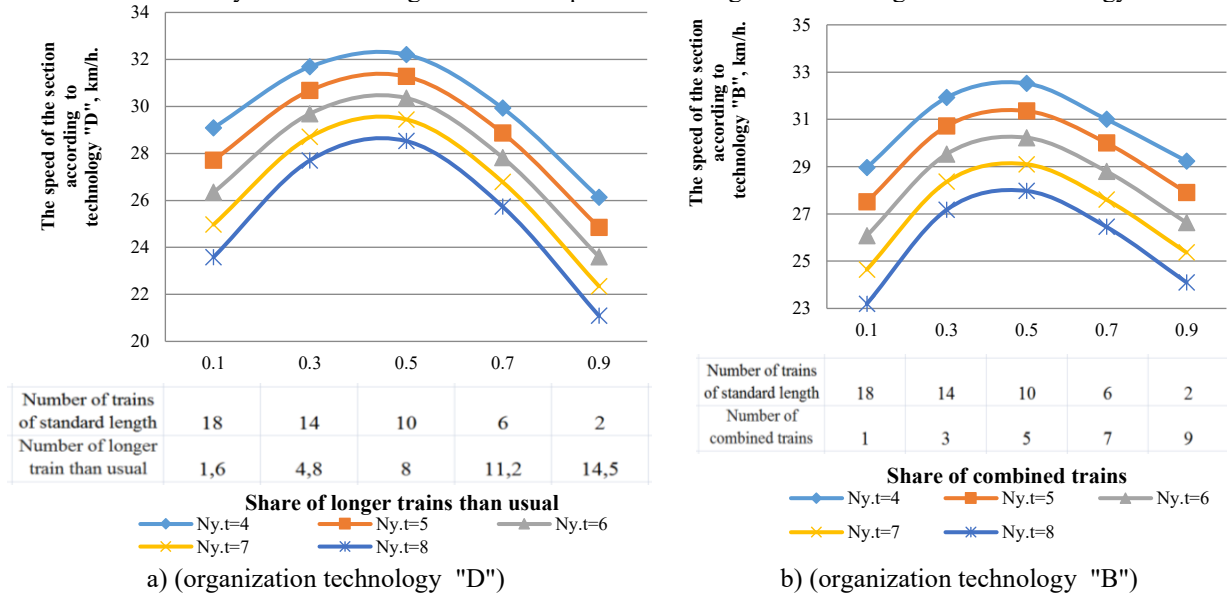 The speed of the section
according to
technology "D", km/h.
34
32
30
28
26
24
22
20
0.1 0.3 0.5 0.7 0.9
Number of trains
of standard length 18 14 10 6 2
Number of longer
train than usual 1,6 4,8 8 11,2 14,5
Share of longer trains than usual
Ny.t=4 Ny.t=5 Ny.t=6
Ny.t=7 Ny.t=8
a) (organization technology "D")
The speed of the section
according to
technology "B", km/h.
35
33
31
29
27
25
23
0.1 0.3 0.5 0.7 0.9
Number of trains
of standard length 18 14 10 6 2
Number of
combined trains 1 3 5 7 9
Share of combined trains
Ny.t=4 Ny.t=5 Ny.t=6
Ny.t=7 Ny.t=8
b) (organization technology "B")